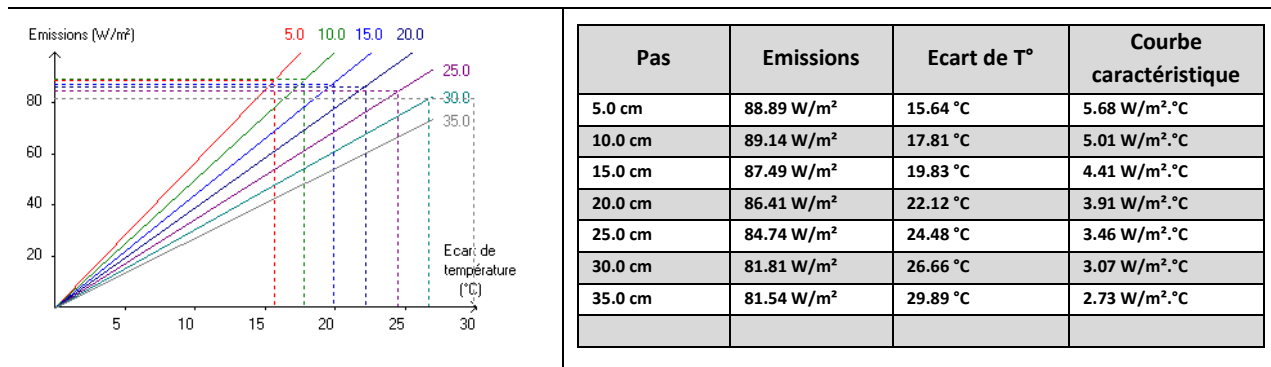 Emissions (W/m²)
5.0 10.0 15.0 20.0
25.0
30.0
35.0
80
60
40
20
Ecart de
température
(°C)
5 10 15 20 25 30
Pas Emissions Ecart de T° Courbe
caractéristique
5.0 cm 88.89 W/m² 15.64 °C 5.68 W/m².°C
10.0 cm 89.14 W/m² 17.81 °C 5.01 W/m².°C
15.0 cm 87.49 W/m² 19.83 °C 4.41 W/m².°C
20.0 cm 86.41 W/m² 22.12 °C 3.91 W/m².°C
25.0 cm 84.74 W/m² 24.48 °C 3.46 W/m².°C
30.0 cm 81.81 W/m² 26.66 °C 3.07 W/m².°C
35.0 cm 81.54 W/m² 29.89 °C 2.73 W/m².°C